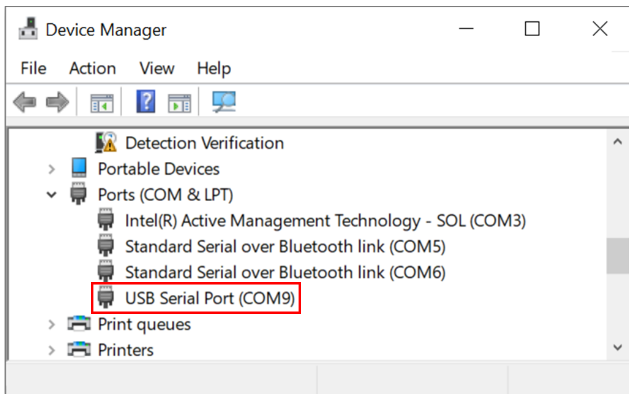 Device Manager
File Action View Help
Detection Verification
Portable Devices
Ports (COM & LPT)
Intel(R) Active Management Technology - SOL (COM3)
Standard Serial over Bluetooth link (COM5)
Standard Serial over Bluetooth link (COM6)
USB Serial Port (COM9)
Print queues
Printers